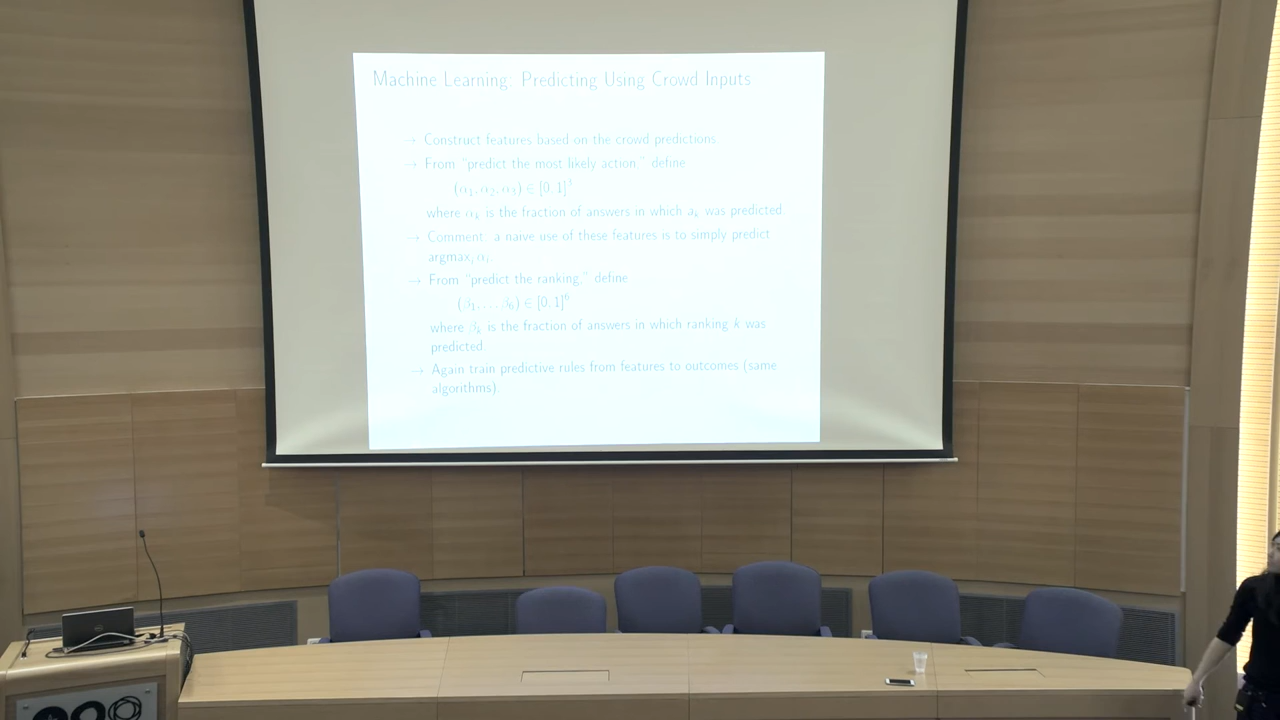 Machine Learning: Predicting Using Crowd Inputs
→ Construct features based on the crowd predictions.
→ From "predict the most likely action" define
(α₁, α₂, α₃) ∈ [0, 1]³
where αₖ is the fraction of answers in which aₖ was predicted.
→ Comment: a naive use of these features is to simply predict
argmaxᵢ αᵢ.
→ From "predict the ranking," define
(β₁, … β₆) ∈ [0, 1]⁶
where βₖ is the fraction of answers in which ranking k was
predicted.
→ Again train predictive rules from features to outcomes (same
algorithms).